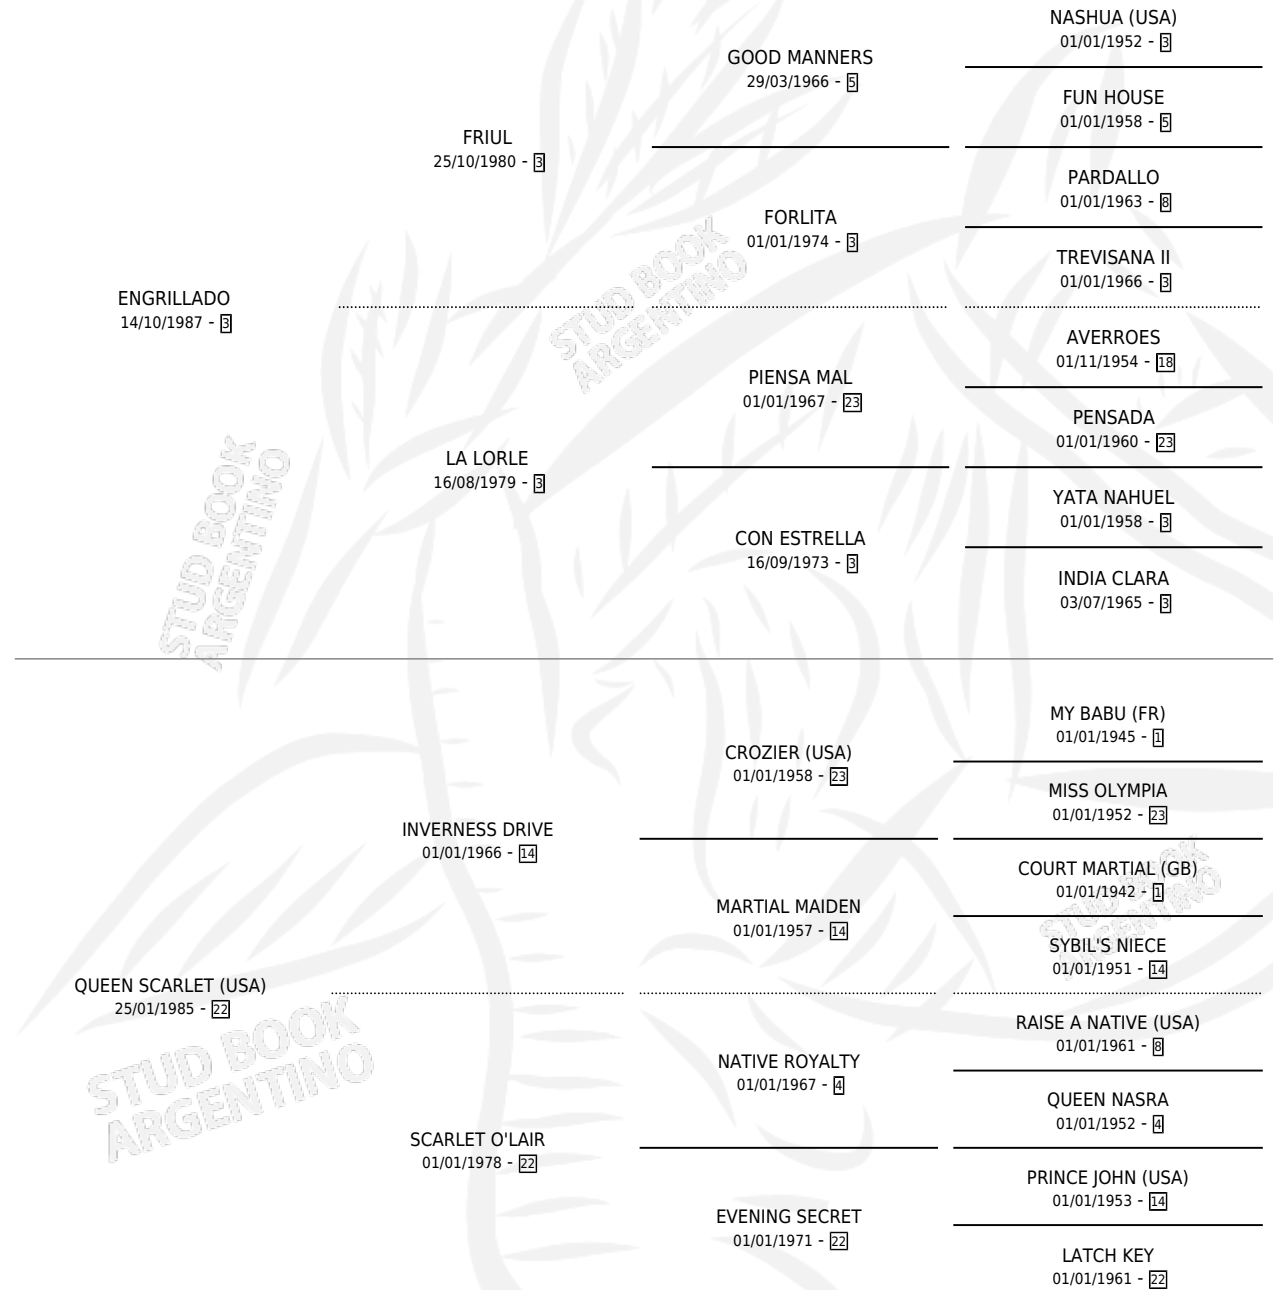 NASHUA (USA)
01/01/1952 - 3
GOOD MANNERS
29/03/1966 - 5
FUN HOUSE
01/01/1958 - 5
FRIUL
25/10/1980 - 3
PARDALLO
01/01/1963 - 8
FORLITA
01/01/1974 - 3
TREVISANA II
01/01/1966 - 3
ENGRILLADO
14/10/1987 - 3
AVERROES
01/11/1954 - 18
PIENSA MAL
01/01/1967 - 23
PENSADA
01/01/1960 - 23
LA LORLE
16/08/1979 - 3
YATA NAHUEL
01/01/1958 - 3
CON ESTRELLA
16/09/1973 - 3
INDIA CLARA
03/07/1965 - 3
MY BABU (FR)
01/01/1945 - 1
CROZIER (USA)
01/01/1958 - 23
MISS OLYMPIA
01/01/1952 - 23
INVERNESS DRIVE
01/01/1966 - 14
COURT MARTIAL (GB)
01/01/1942 - 1
MARTIAL MAIDEN
01/01/1957 - 14
SYBIL'S NIECE
01/01/1951 - 14
QUEEN SCARLET (USA)
25/01/1985 - 22
RAISE A NATIVE (USA)
01/01/1961 - 8
NATIVE ROYALTY
01/01/1967 - 4
QUEEN NASRA
01/01/1952 - 4
SCARLET O'LAIR
01/01/1978 - 22
PRINCE JOHN (USA)
01/01/1953 - 14
EVENING SECRET
01/01/1971 - 22
LATCH KEY
01/01/1961 - 22
STUD BOOK
ARGENTINO
STUD BOOK
ARGENTINO
STUD BOOK
ARGENTINO
STUD BOOK
ARGENTINO